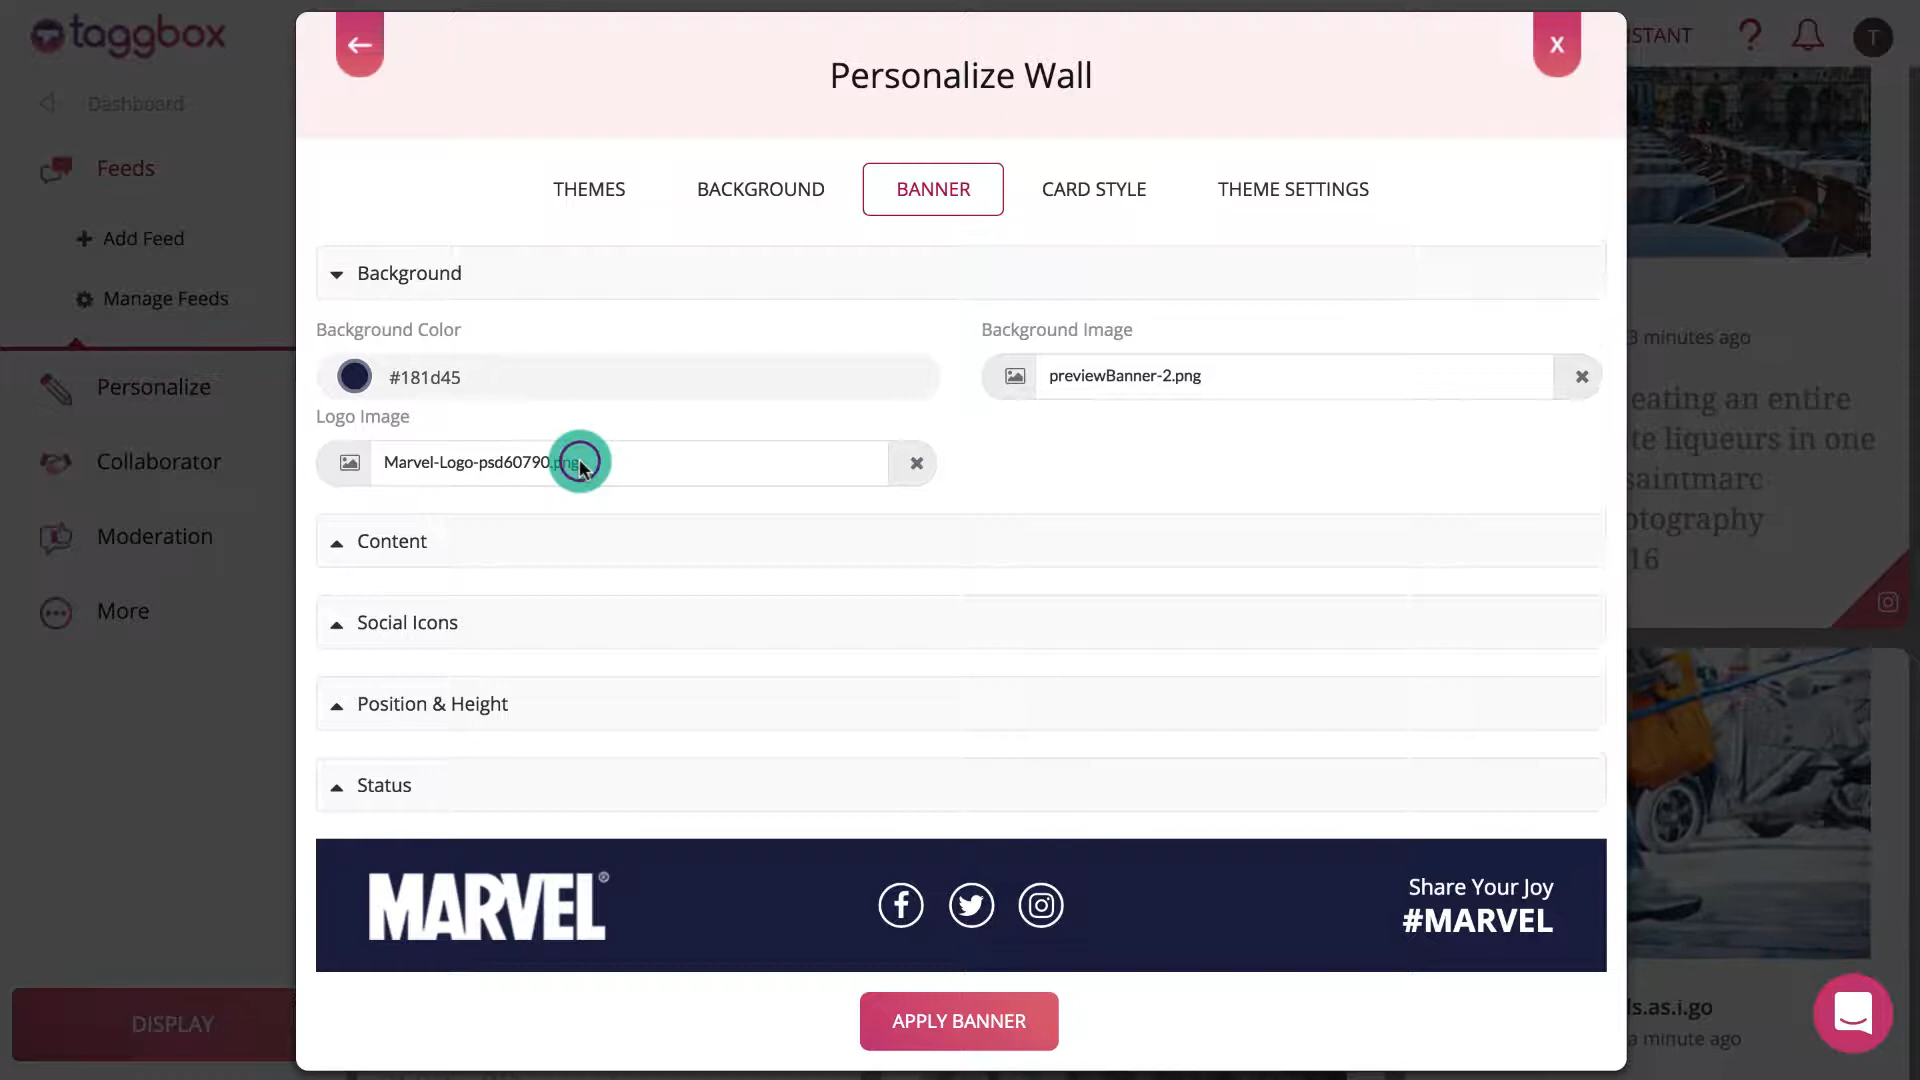 taggbox
STANT
T
Dashboard
Feeds
Add Feed
Manage Feeds
Personalize
Collaborator
Moderation
More
DISPLAY
Personalize Wall
X
THEMES
BACKGROUND
BANNER
CARD STYLE
THEME SETTINGS
Background
Background Color
#181d45
Background Image
previewBanner-2.png
Logo Image
Marvel-Logo-psd60790.png
Content
Social Icons
Position & Height
Status
MARVEL®
Share Your Joy
#MARVEL
APPLY BANNER
3 minutes ago
eating an entire
te liqueurs in one
saintmarc
otography
16
ls.as.i.go
a minute ago